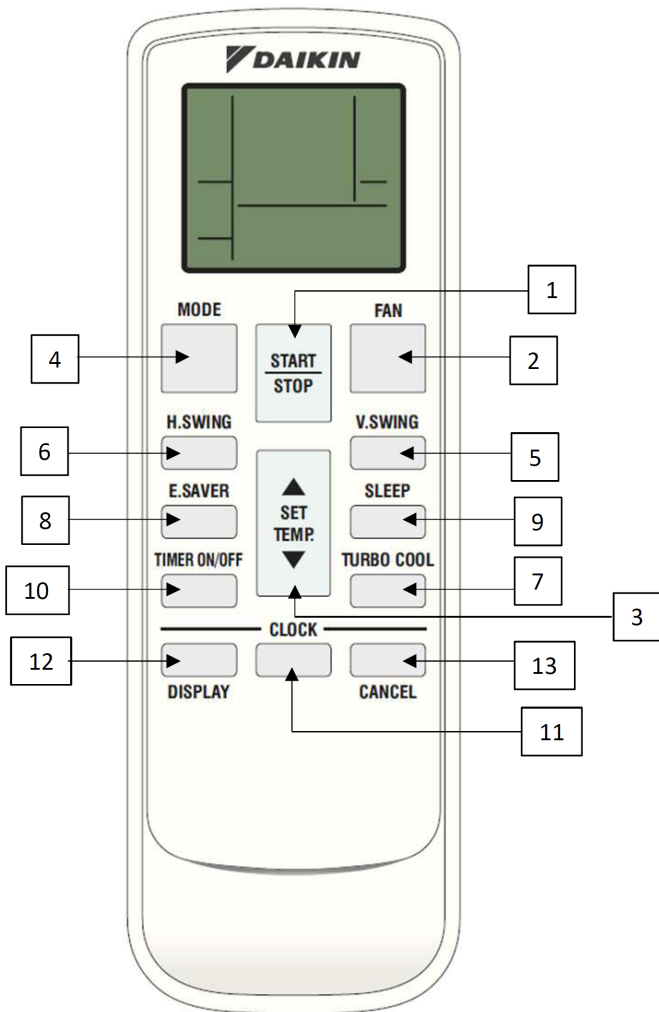 DAIKIN
1
MODE
FAN
4
START
STOP
2
H.SWING
V.SWING
6
5
E.SAVER
SLEEP
8
SET
TEMP.
9
TIMER ON/OFF
TURBO COOL
10
7
3
CLOCK
12
13
DISPLAY
CANCEL
11